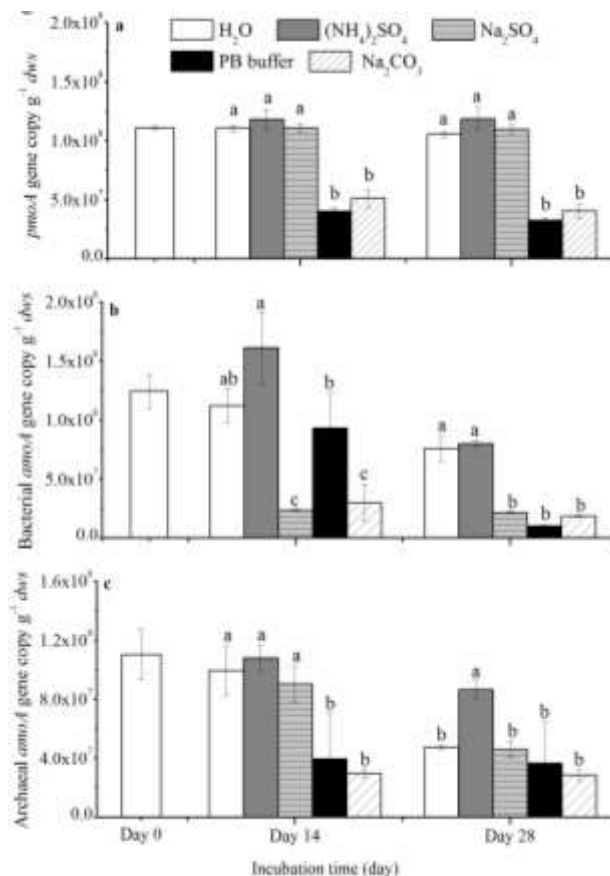 H₂O (NH₄)₂SO₄ Na₂SO₄
PB buffer Na₂CO₃
a
2.0x10⁸
1.5x10⁸
1.0x10⁸
5.0x10⁷
0.0
pmoA gene copy g⁻¹ dws
a a a b b
a a a b b
b
2.0x10⁸
1.5x10⁸
1.0x10⁸
5.0x10⁷
0.0
Bacterial amoA gene copy g⁻¹ dws
ab a c b c
a a b b b
c
1.6x10⁸
1.2x10⁸
8.0x10⁷
4.0x10⁷
0.0
Archaeal amoA gene copy g⁻¹ dws
a a a b b
b a b b b
Day 0 Day 14 Day 28
Incubation time (day)